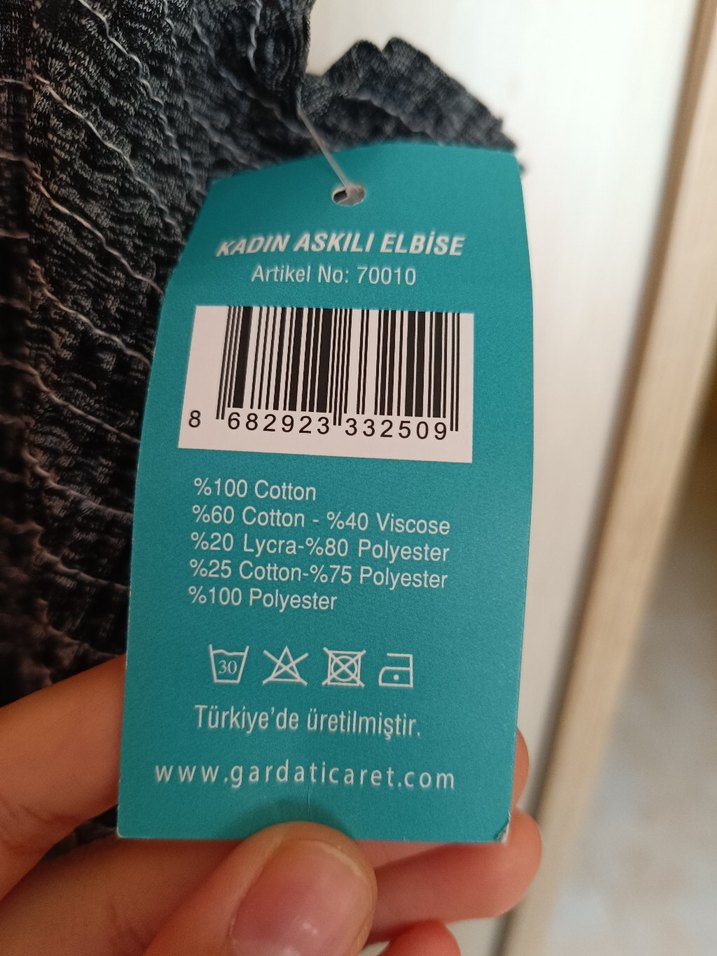 KADIN ASKILI ELBİSE
Artikel No: 70010
8 682923 332509
%100 Cotton
%60 Cotton - %40 Viscose
%20 Lycra-%80 Polyester
%25 Cotton-%75 Polyester
%100 Polyester
30
Türkiye'de üretilmiştir.
www.gardaticaret.com